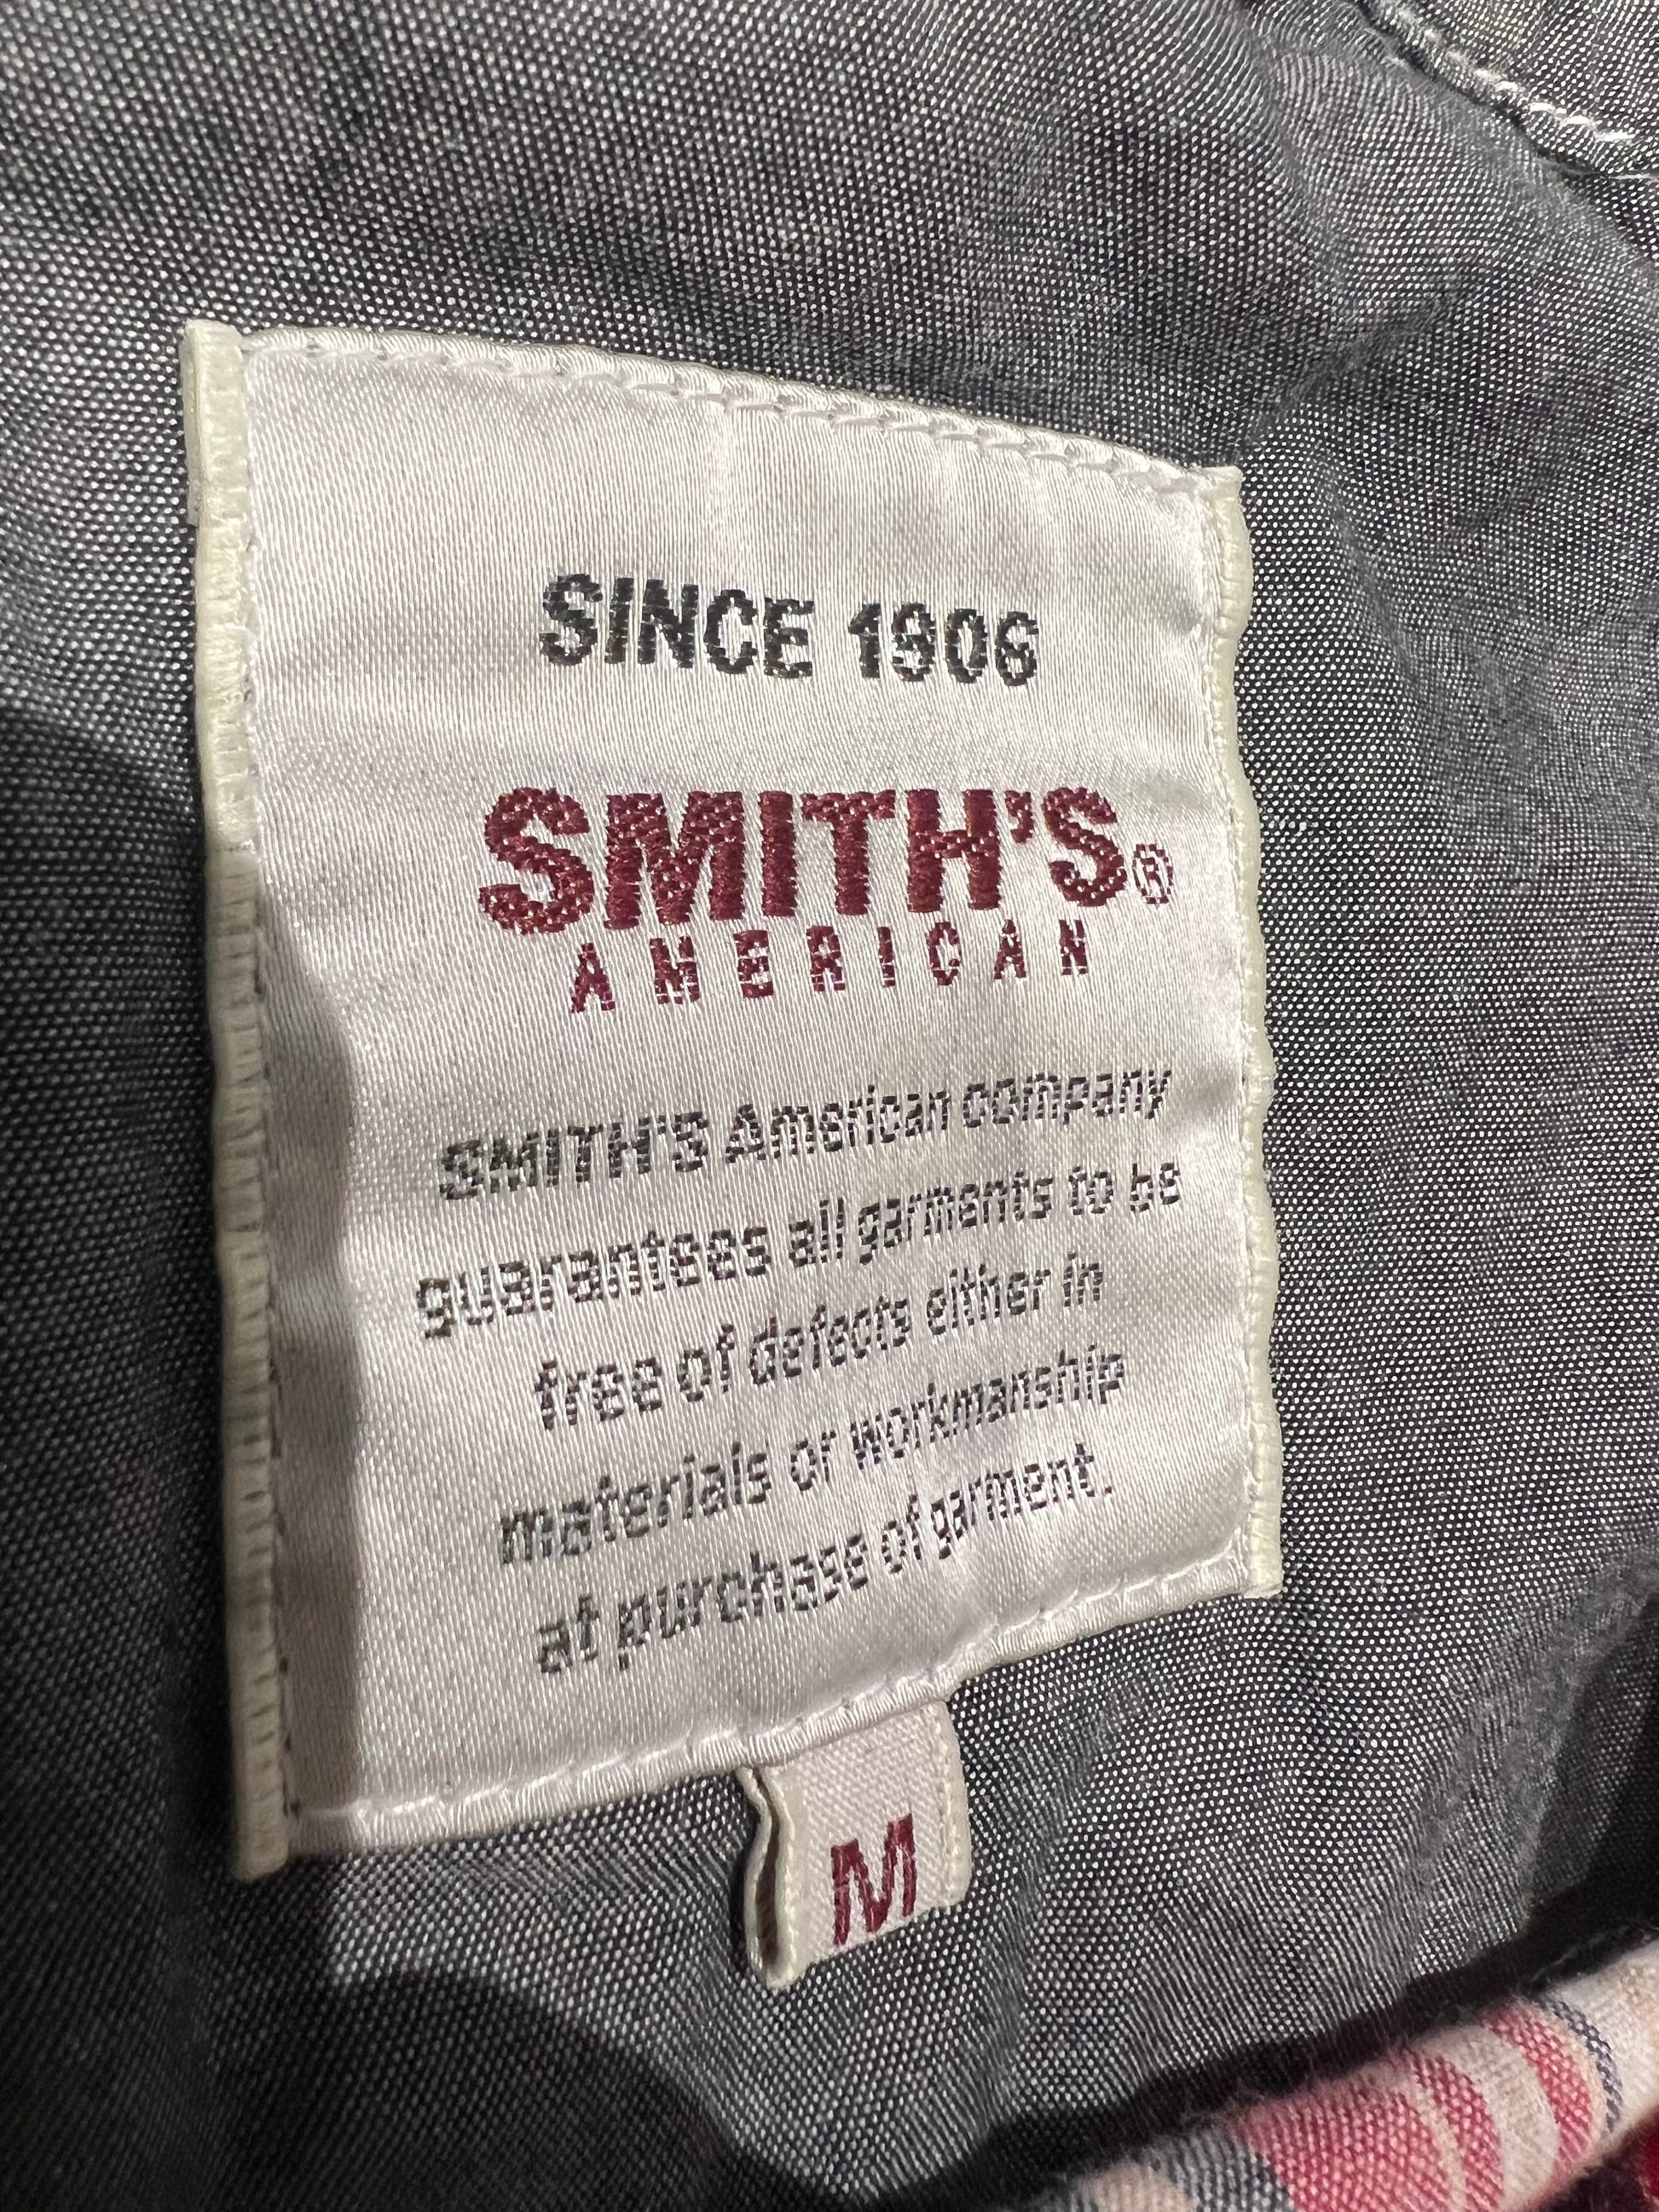 SINCE 1906
SMITH'S®
AMERICAN
SMITH'S American company
guarantees all garments to be
free of defects either in
materials or workmanship
at purchase of garment.
M